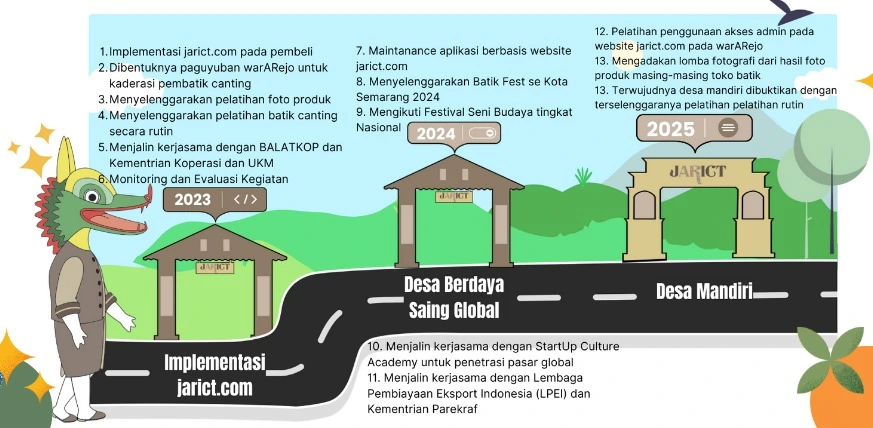 1. Implementasi jarict.com pada pembeli
2. Dibentuknya paguyuban warARejo untuk
kaderasi pembatik canting
3. Menyelenggarakan pelatihan foto produk
4. Menyelenggarakan pelatihan batik canting
secara rutin
5. Menjalin kerjasama dengan BALATKOP dan
Kementrian Koperasi dan UKM
6. Monitoring dan Evaluasi Kegiatan
2023 </>
JARICT
Implementasi
jarict.com
7. Maintanance aplikasi berbasis website
jarict.com
8. Menyelenggarakan Batik Fest se Kota
Semarang 2024
9. Mengikuti Festival Seni Budaya tingkat
Nasional
2024
JARICT
Desa Berdaya
Saing Global
10. Menjalin kerjasama dengan StartUp Culture
Academy untuk penetrasi pasar global
11. Menjalin kerjasama dengan Lembaga
Pembiayaan Eksport Indonesia (LPEI) dan
Kementrian Parekraf
12. Pelatihan penggunaan akses admin pada
website jarict.com pada warARejo
13. Mengadakan lomba fotografi dari hasil foto
produk masing-masing toko batik
13. Terwujudnya desa mandiri dibuktikan dengan
terselenggaranya pelatihan pelatihan rutin
2025
JARICT
Desa Mandiri